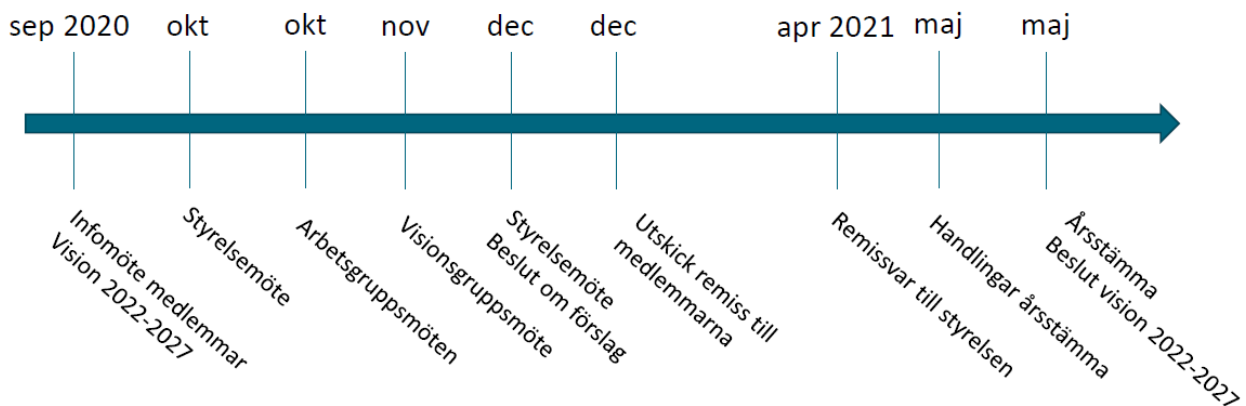 sep 2020
okt
okt
nov
dec
dec
apr 2021
maj
maj
Infomöte medlemmar
Vision 2022-2027
Styrelsemöte
Arbetsgruppsmöten
Visionsgruppsmöte
Styrelsemöte
Beslut om förslag
Utskick remiss till
medlemmarna
Remissvar till styrelsen
Handlingar årsstämma
Årsstämma
Beslut vision 2022-2027